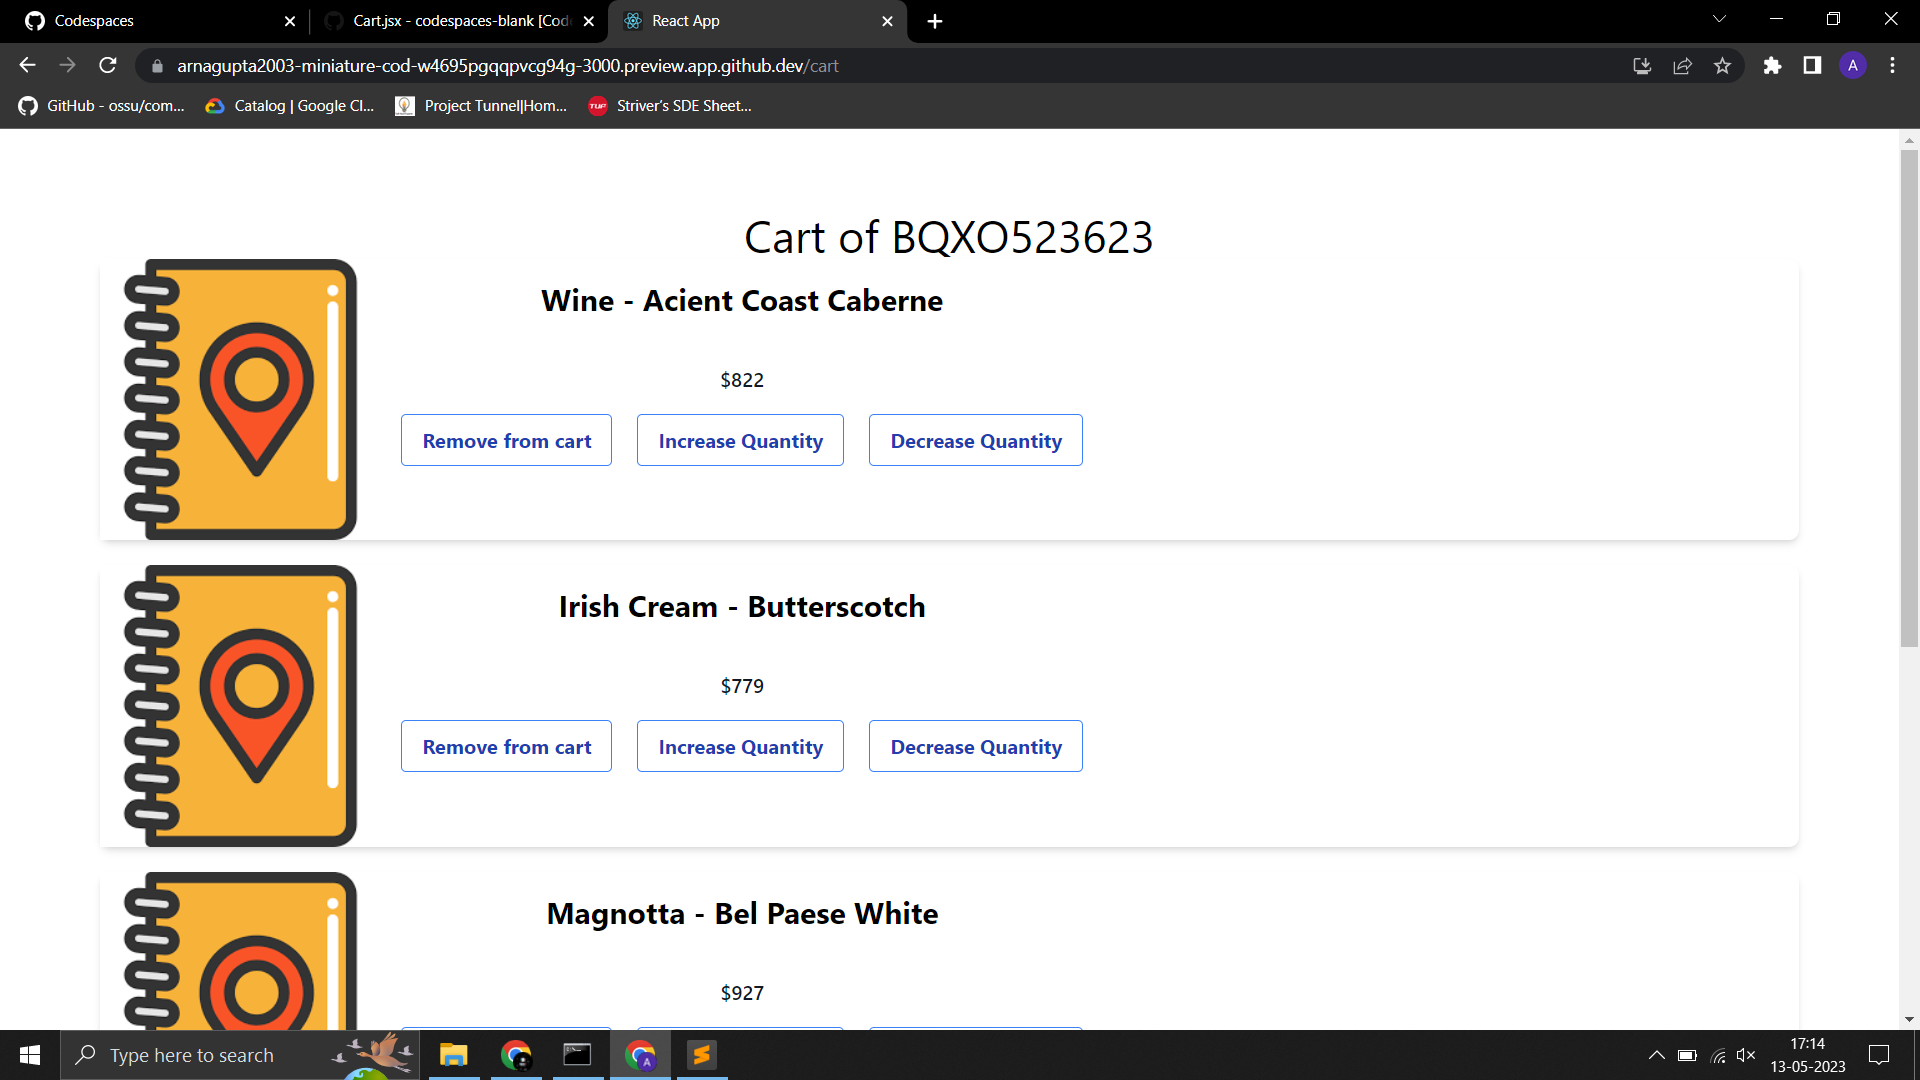 Codespaces
Cart.jsx - codespaces-blank [Cod
React App
arnagupta2003-miniature-cod-w4695pgqqpvcg94g-3000.preview.app.github.dev/cart
A
GitHub - ossu/com...
Catalog | Google Cl...
Project Tunnel|Hom...
TUF
Striver's SDE Sheet...
Cart of BQXO523623
Wine - Acient Coast Caberne
$822
Remove from cart
Increase Quantity
Decrease Quantity
Irish Cream - Butterscotch
$779
Remove from cart
Increase Quantity
Decrease Quantity
Magnotta - Bel Paese White
$927
Type here to search
A
17:14
13-05-2023